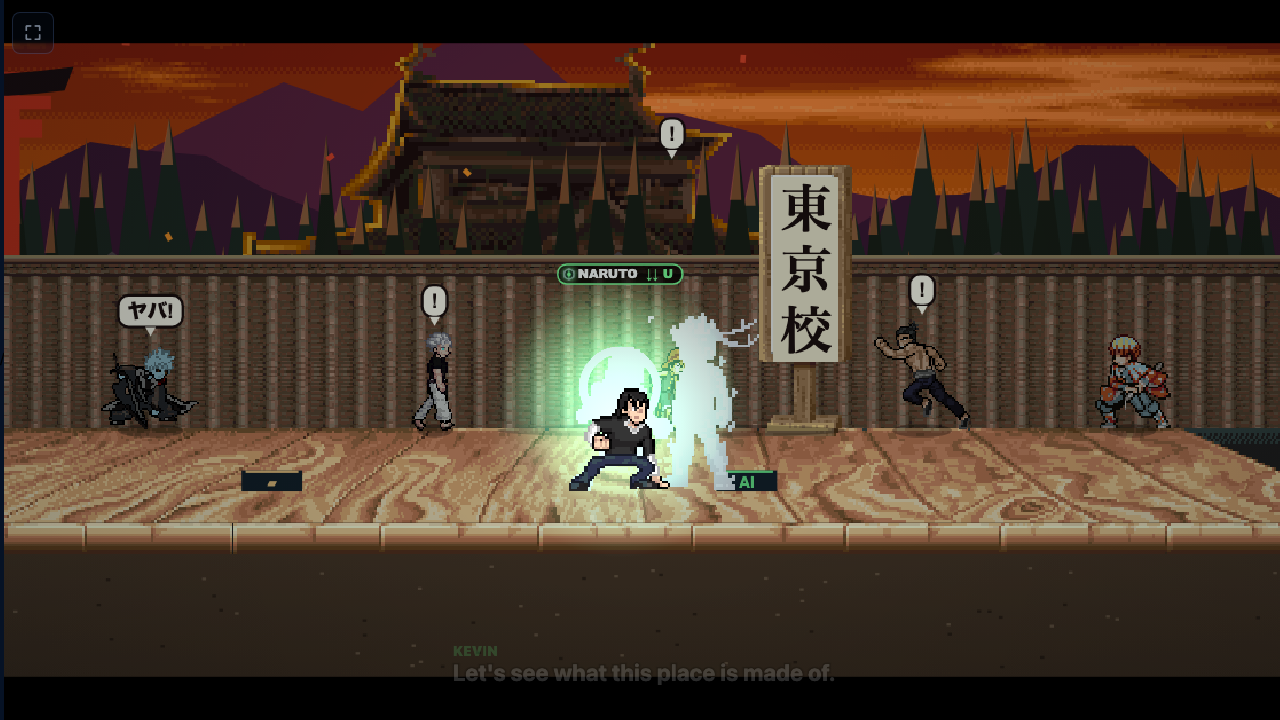 !
東
京
校
NARUTO ↓↓ U
!
!
ヤバ!
AI
KEVIN
Let's see what this place is made of.